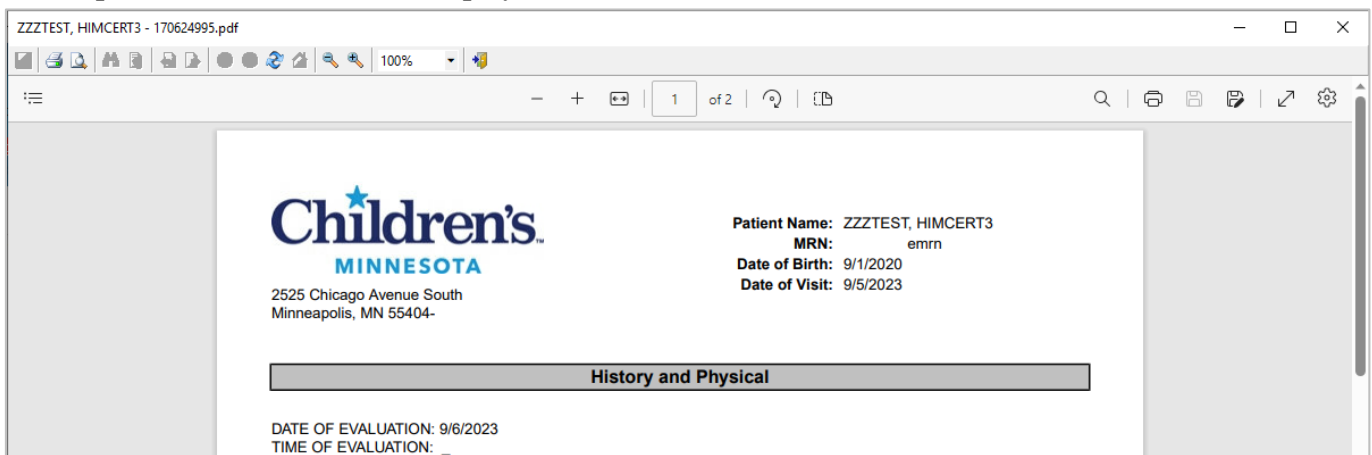 ZZZTEST, HIMCERT3 - 170624995.pdf
100%
1 of 2
Children's™
MINNESOTA
2525 Chicago Avenue South
Minneapolis, MN 55404-
Patient Name: ZZZTEST, HIMCERT3
MRN: emrn
Date of Birth: 9/1/2020
Date of Visit: 9/5/2023
History and Physical
DATE OF EVALUATION: 9/6/2023
TIME OF EVALUATION: _